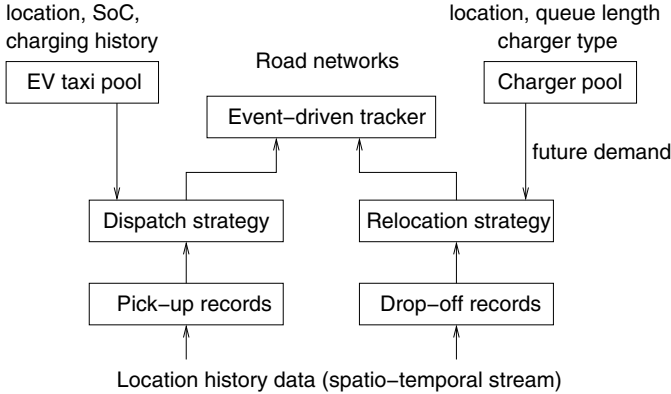 location, SoC,
charging history
EV taxi pool
Road networks
Event−driven tracker
location, queue length
charger type
Charger pool
future demand
Dispatch strategy
Relocation strategy
Pick−up records
Drop−off records
Location history data (spatio−temporal stream)